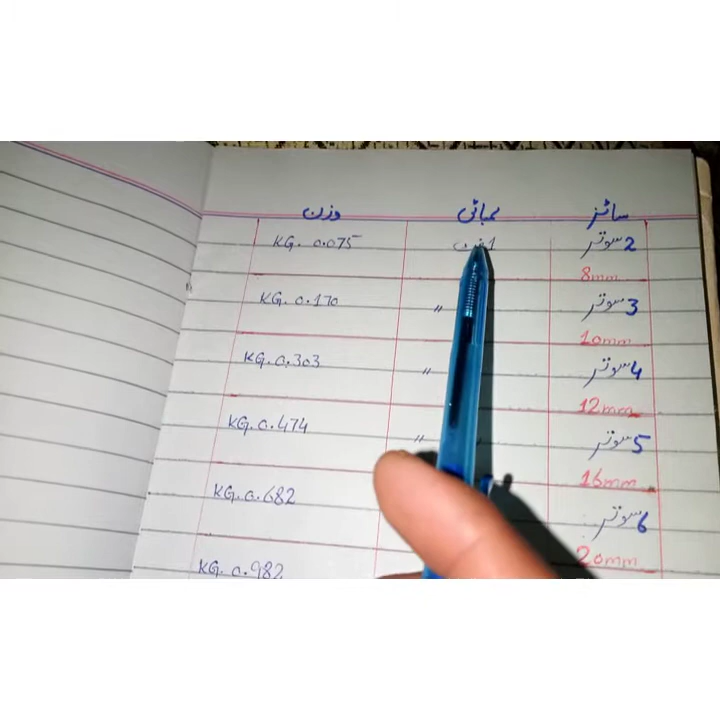 سائز لمبائی وزن
2 سوتر 1 فٹ KG. 0.075
8mm
3 سوتر " KG. 0.170
10mm
4 سوتر " KG. 0.303
12mm
5 سوتر " " KG. 0.474
16mm
6 سوتر KG. 0.682
20mm
KG. 0.982